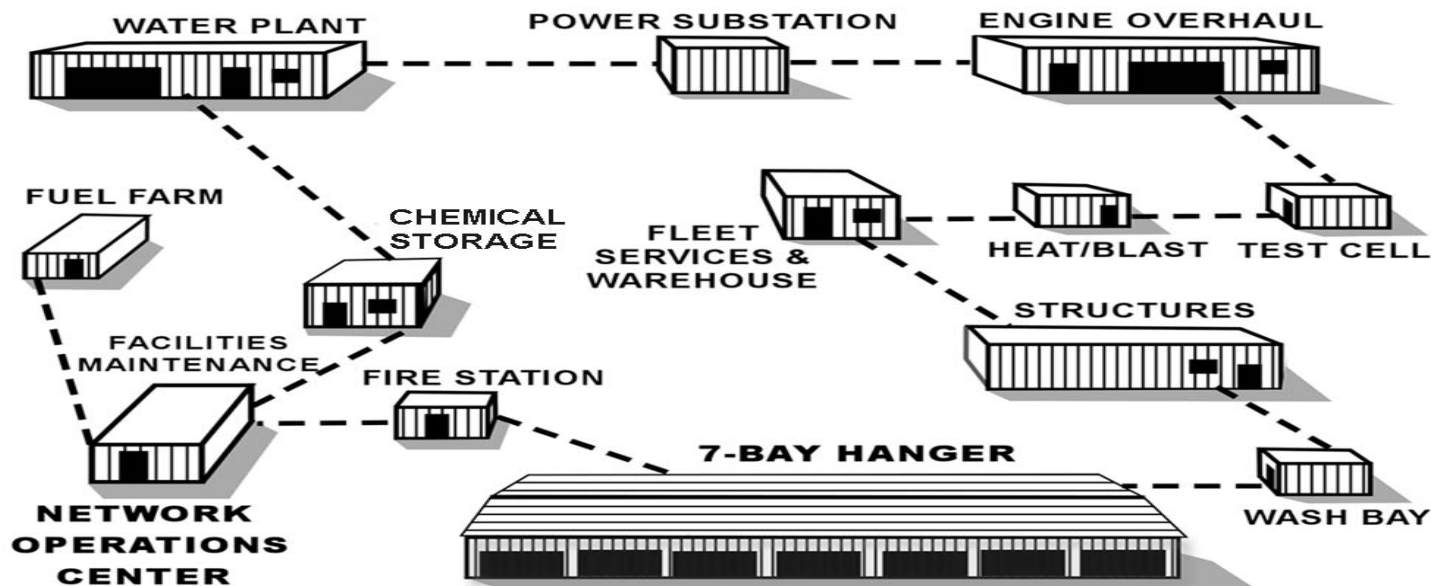 WATER PLANT
POWER SUBSTATION
ENGINE OVERHAUL
FUEL FARM
CHEMICAL
STORAGE
FLEET
SERVICES &
WAREHOUSE
HEAT/BLAST
TEST CELL
STRUCTURES
FACILITIES
MAINTENANCE
FIRE STATION
7-BAY HANGER
WASH BAY
NETWORK
OPERATIONS
CENTER